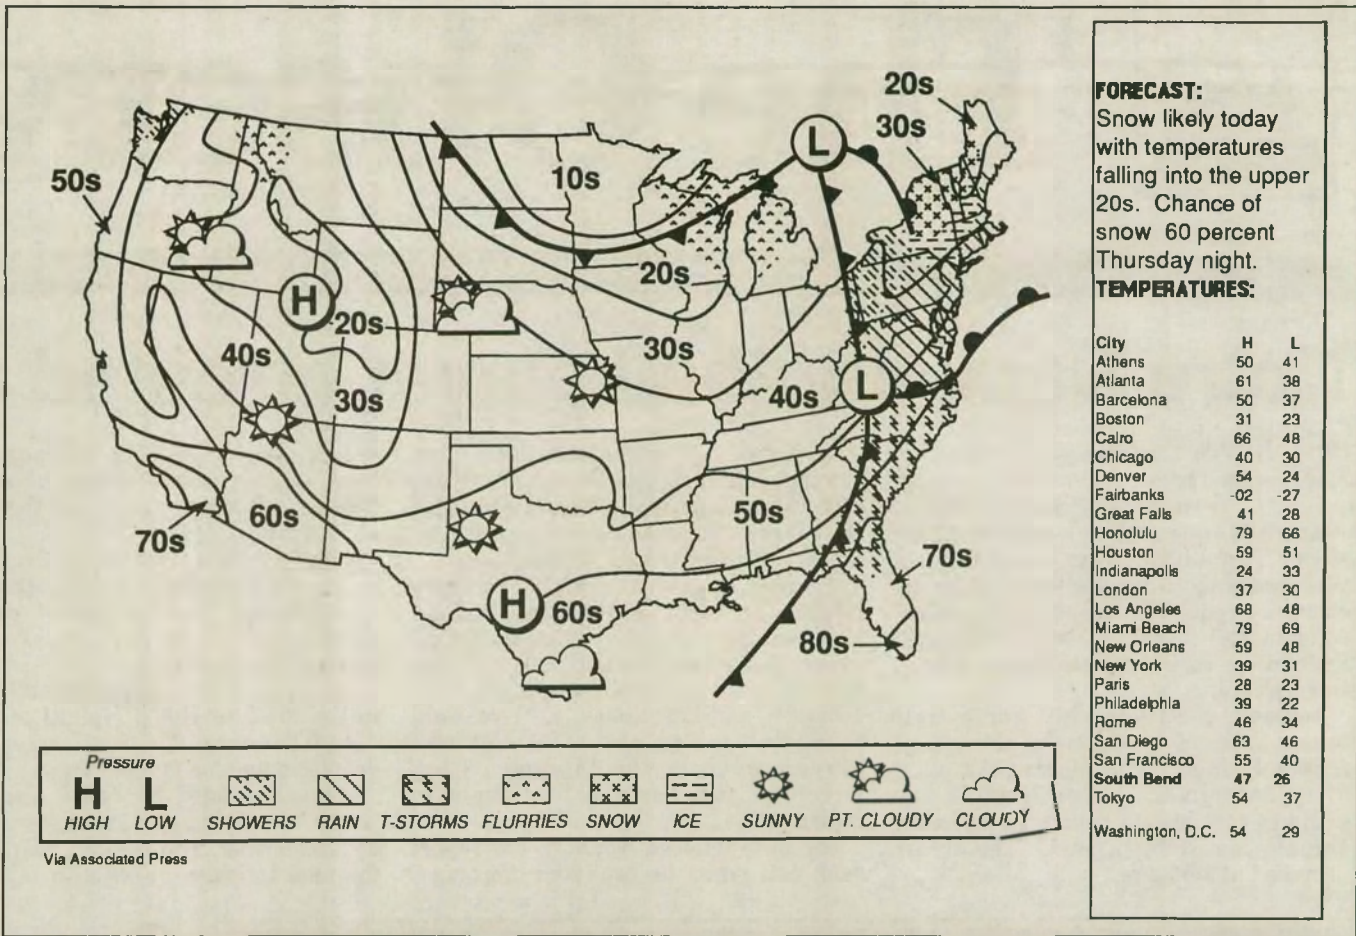 20s
30s
L
50s
10s
20s
H
20s
40s
30s
30s
40s
L
50s
60s
70s
70s
H
60s
80s
Pressure
H L
HIGH LOW SHOWERS RAIN T-STORMS FLURRIES SNOW ICE SUNNY PT. CLOUDY CLOUDY
Via Associated Press
FORECAST:
Snow likely today
with temperatures
falling into the upper
20s. Chance of
snow 60 percent
Thursday night.
TEMPERATURES:
City H L
Athens 50 41
Atlanta 61 38
Barcelona 50 37
Boston 31 23
Cairo 66 48
Chicago 40 30
Denver 54 24
Fairbanks -02 -27
Great Falls 41 28
Honolulu 79 66
Houston 59 51
Indianapolis 24 33
London 37 30
Los Angeles 68 48
Miami Beach 79 69
New Orleans 59 48
New York 39 31
Paris 28 23
Philadelphia 39 22
Rome 46 34
San Diego 63 46
San Francisco 55 40
South Bend 47 26
Tokyo 54 37
Washington, D.C. 54 29